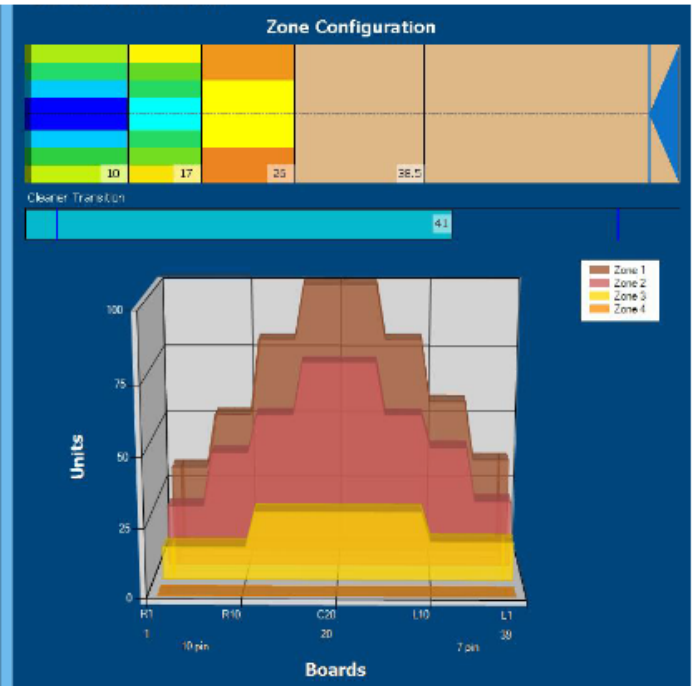 Zone Configuration
10
17
26
38.5
Cleaner Transition
41
Zone 1
Zone 2
Zone 3
Zone 4
100
75
50
25
0
Units
R1
R10
C20
L10
L1
1
20
39
10 pin
7 pin
Boards